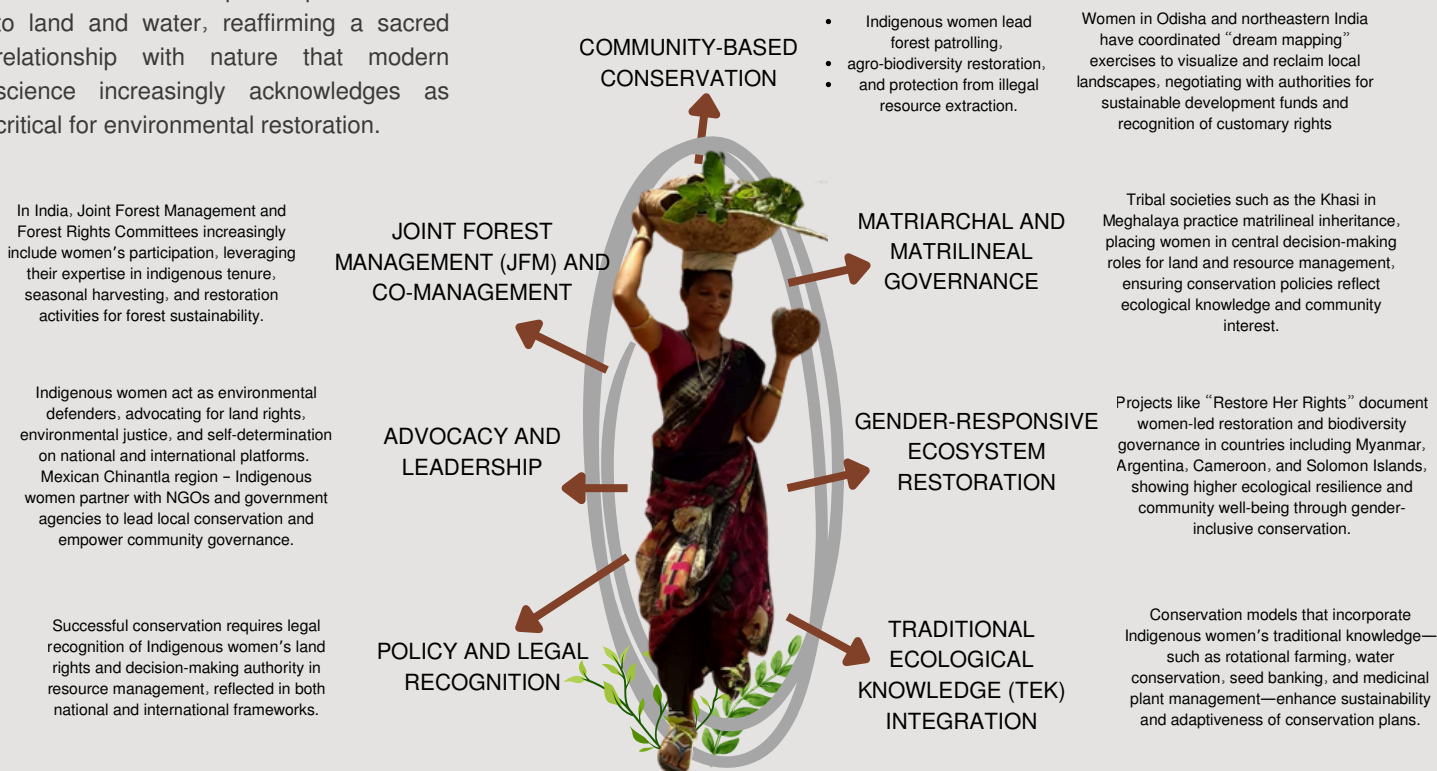 to land and water, reaffirming a sacred
relationship with nature that modern
science increasingly acknowledges as
critical for environmental restoration.
COMMUNITY-BASED
CONSERVATION
• Indigenous women lead
forest patrolling,
• agro-biodiversity restoration,
• and protection from illegal
resource extraction.
Women in Odisha and northeastern India
have coordinated “dream mapping”
exercises to visualize and reclaim local
landscapes, negotiating with authorities for
sustainable development funds and
recognition of customary rights
In India, Joint Forest Management and
Forest Rights Committees increasingly
include women's participation, leveraging
their expertise in indigenous tenure,
seasonal harvesting, and restoration
activities for forest sustainability.
JOINT FOREST
MANAGEMENT (JFM) AND
CO-MANAGEMENT
MATRIARCHAL AND
MATRILINEAL
GOVERNANCE
Tribal societies such as the Khasi in
Meghalaya practice matrilineal inheritance,
placing women in central decision-making
roles for land and resource management,
ensuring conservation policies reflect
ecological knowledge and community
interest.
Indigenous women act as environmental
defenders, advocating for land rights,
environmental justice, and self-determination
on national and international platforms.
Mexican Chinantla region – Indigenous
women partner with NGOs and government
agencies to lead local conservation and
empower community governance.
ADVOCACY AND
LEADERSHIP
GENDER-RESPONSIVE
ECOSYSTEM
RESTORATION
Projects like “Restore Her Rights” document
women-led restoration and biodiversity
governance in countries including Myanmar,
Argentina, Cameroon, and Solomon Islands,
showing higher ecological resilience and
community well-being through gender-
inclusive conservation.
Successful conservation requires legal
recognition of Indigenous women's land
rights and decision-making authority in
resource management, reflected in both
national and international frameworks.
POLICY AND LEGAL
RECOGNITION
TRADITIONAL
ECOLOGICAL
KNOWLEDGE (TEK)
INTEGRATION
Conservation models that incorporate
Indigenous women's traditional knowledge—
such as rotational farming, water
conservation, seed banking, and medicinal
plant management—enhance sustainability
and adaptiveness of conservation plans.